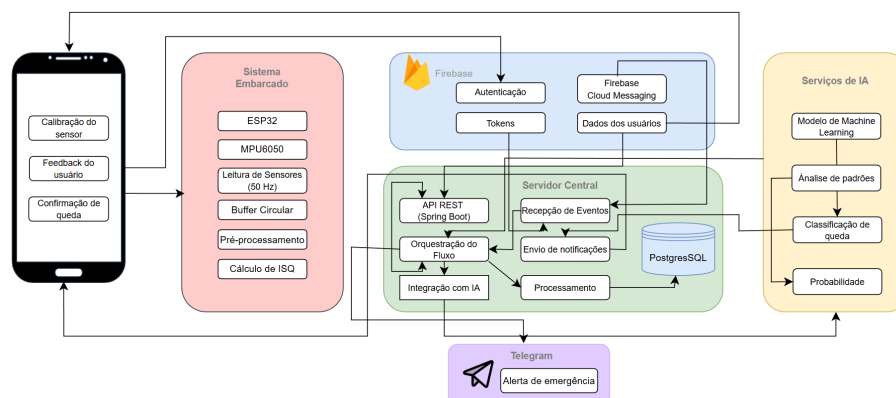 Calibração do
sensor
Feedback do
usuário
Confirmação de
queda
Sistema
Embarcado
ESP32
MPU6050
Leitura de Sensores
(50 Hz)
Buffer Circular
Pré-processamento
Cálculo de ISQ
Firebase
Autenticação
Firebase
Cloud Messaging
Tokens
Dados dos usuários
Servidor Central
API REST
(Spring Boot)
Recepção de Eventos
Orquestração do
Fluxo
Envio de notificações
Integração com IA
Processamento
PostgresSQL
Telegram
Alerta de emergência
Serviços de IA
Modelo de Machine
Learning
Ánalise de padrões
Classificação de
queda
Probabilidade